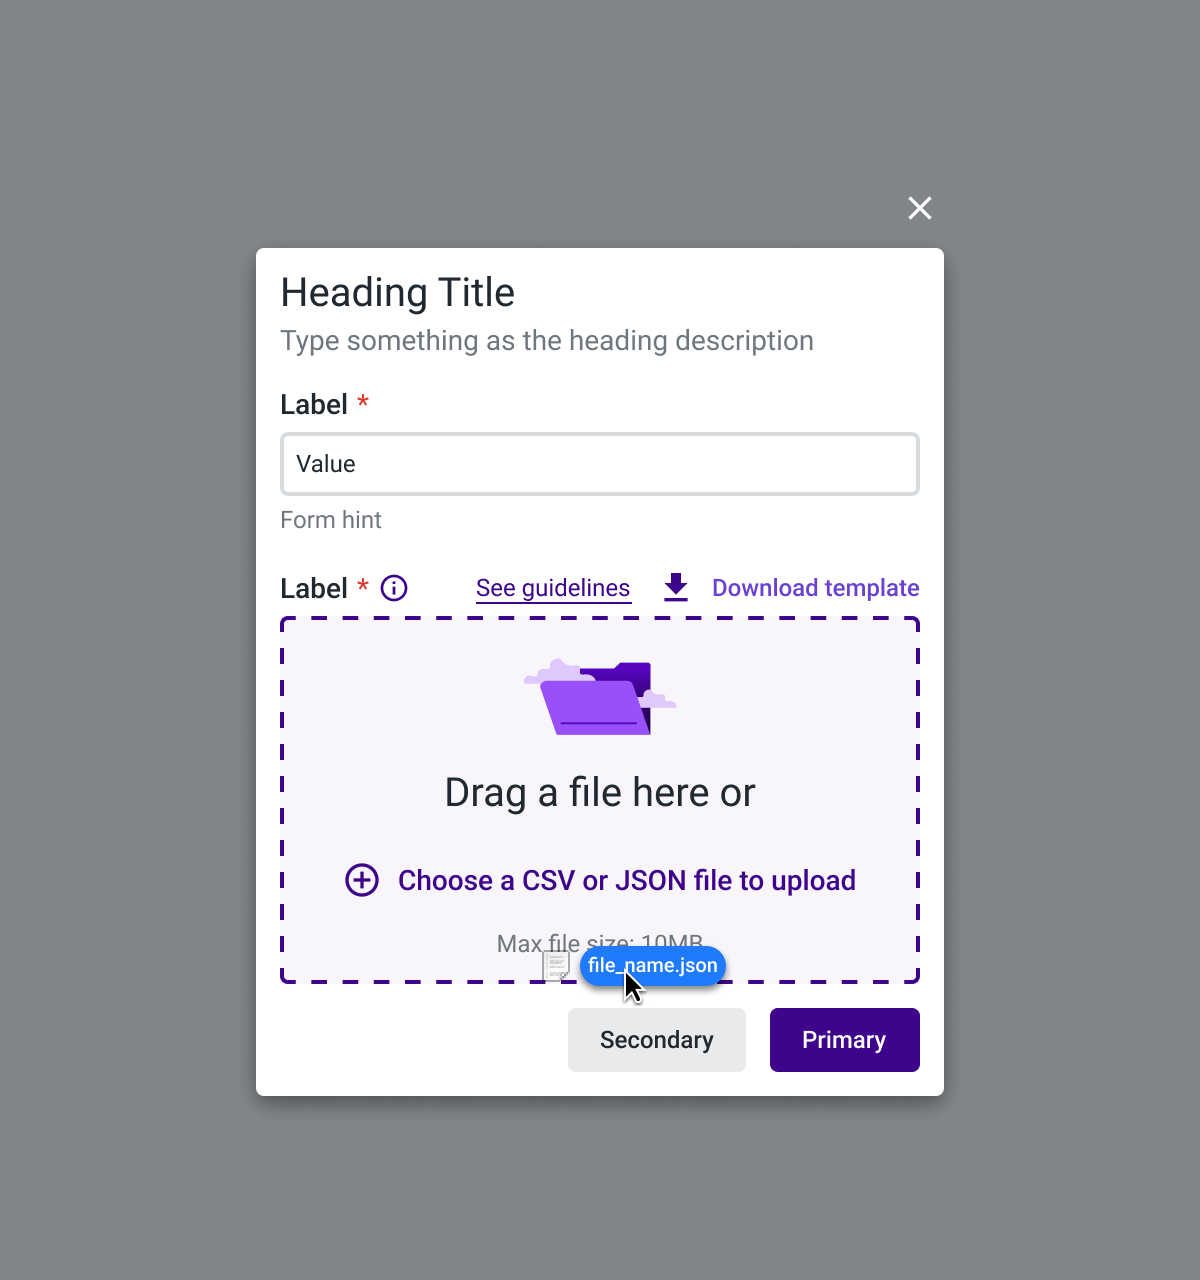 Heading Title
Type something as the heading description
Label *
Value
Form hint
Label * See guidelines Download template
Drag a file here or
Choose a CSV or JSON file to upload
Max file size: 10MB
file_name.json
Secondary Primary